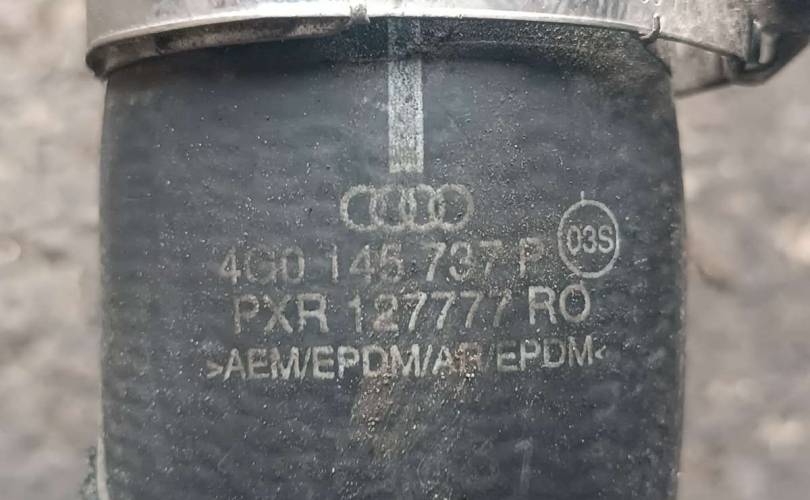 4G0 145 737 P 03S
PXR 127777 RO
>AEM/EPDM/AR/EPDM<